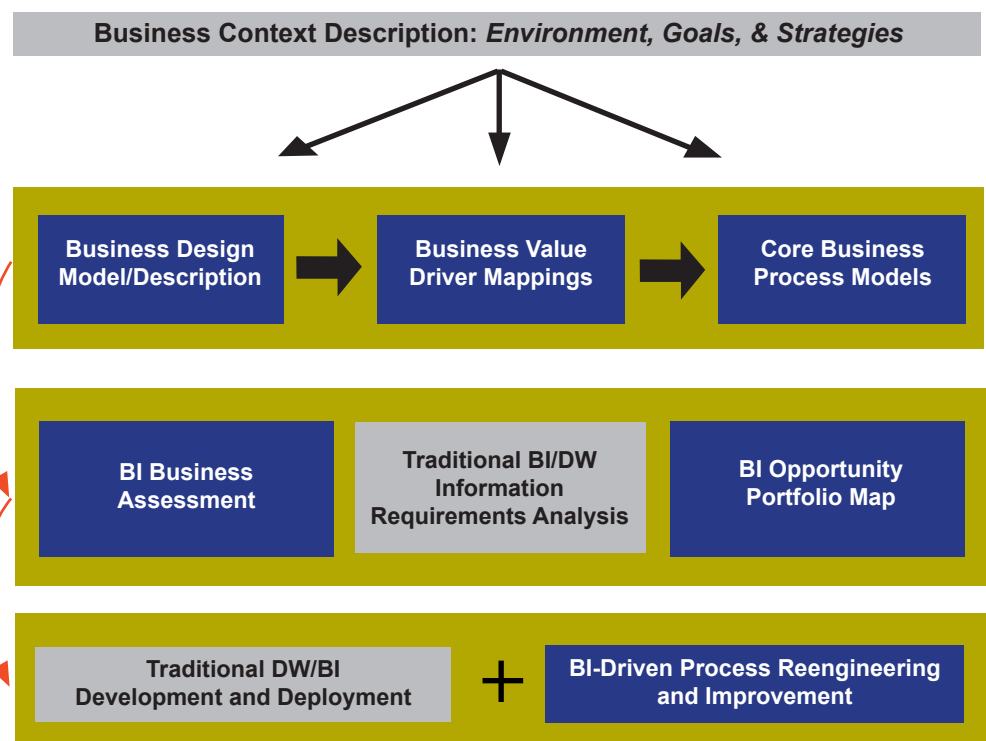 Business Context Description: Environment, Goals, & Strategies
Business Design
Model/Description
Business Value
Driver Mappings
Core Business
Process Models
BI Business
Assessment
Traditional BI/DW
Information
Requirements Analysis
BI Opportunity
Portfolio Map
Traditional DW/BI
Development and Deployment
+
BI-Driven Process Reengineering
and Improvement